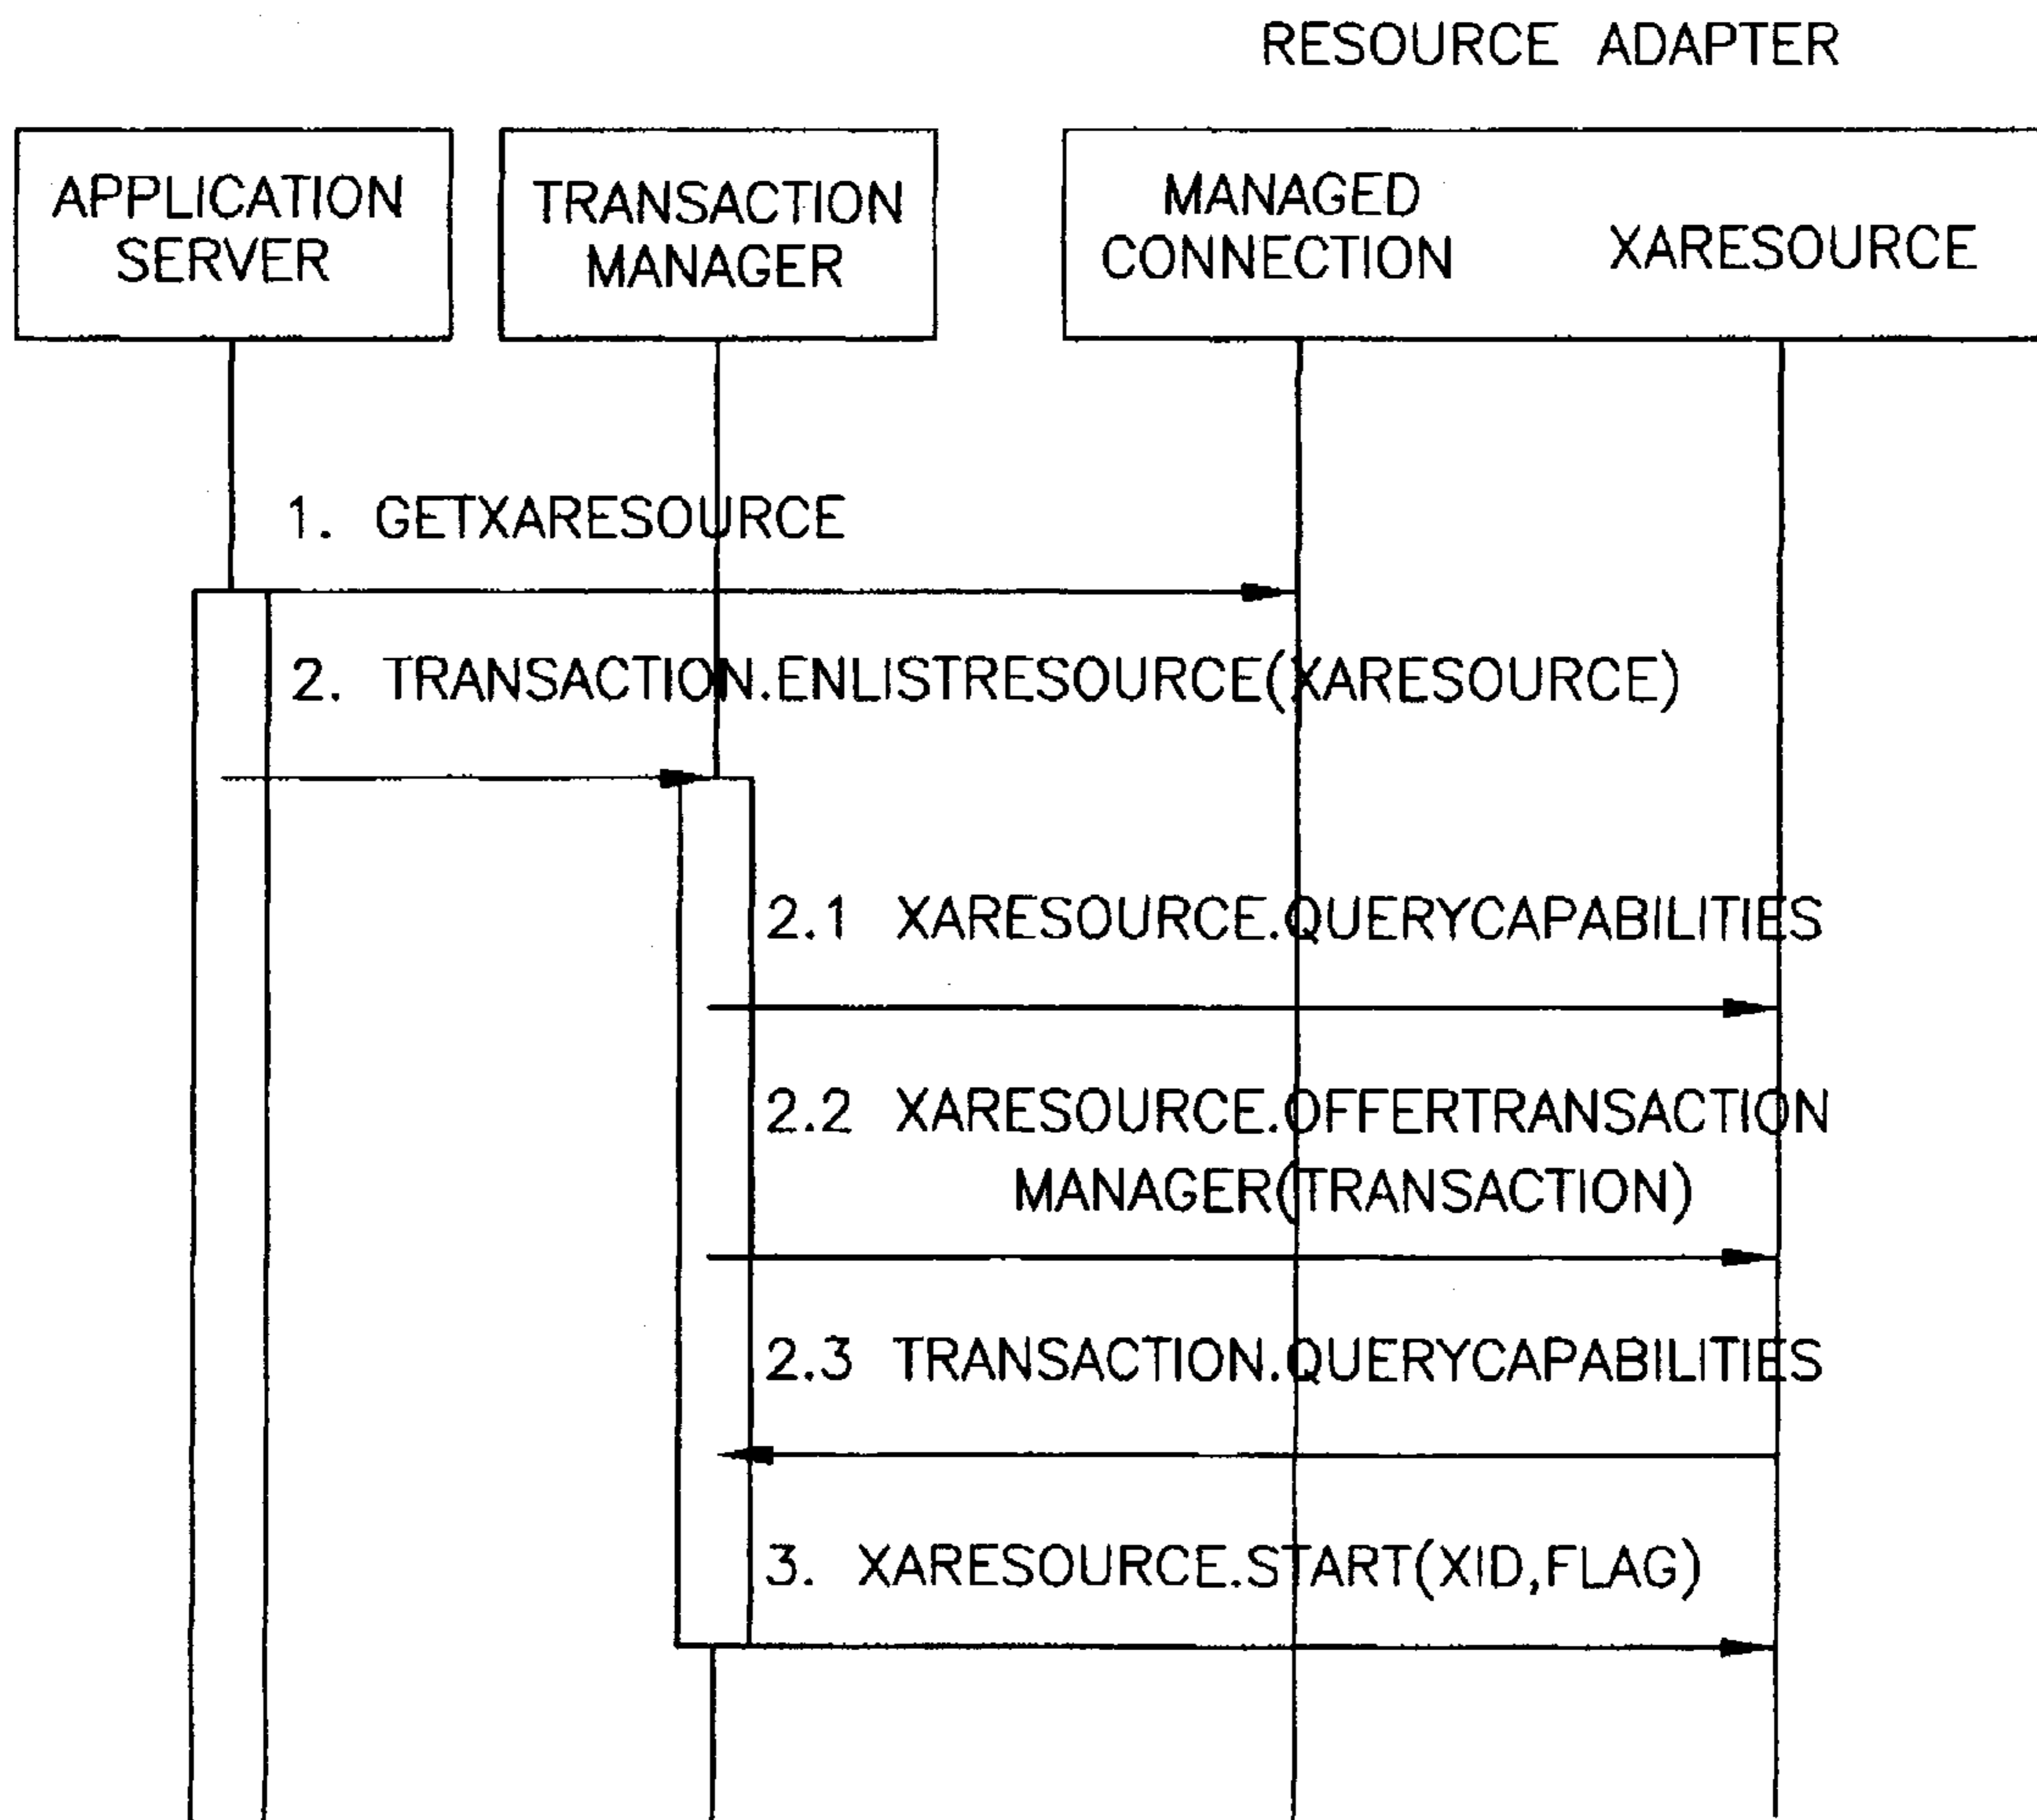 RESOURCE ADAPTER
APPLICATION
SERVER
TRANSACTION
MANAGER
MANAGED
CONNECTION
XARESOURCE
1. GETXARESOURCE
2. TRANSACTION.ENLISTRESOURCE(XARESOURCE)
2.1 XARESOURCE.QUERYCAPABILITIES
2.2 XARESOURCE.OFFERTRANSACTION
MANAGER(TRANSACTION)
2.3 TRANSACTION.QUERYCAPABILITIES
3. XARESOURCE.START(XID,FLAG)